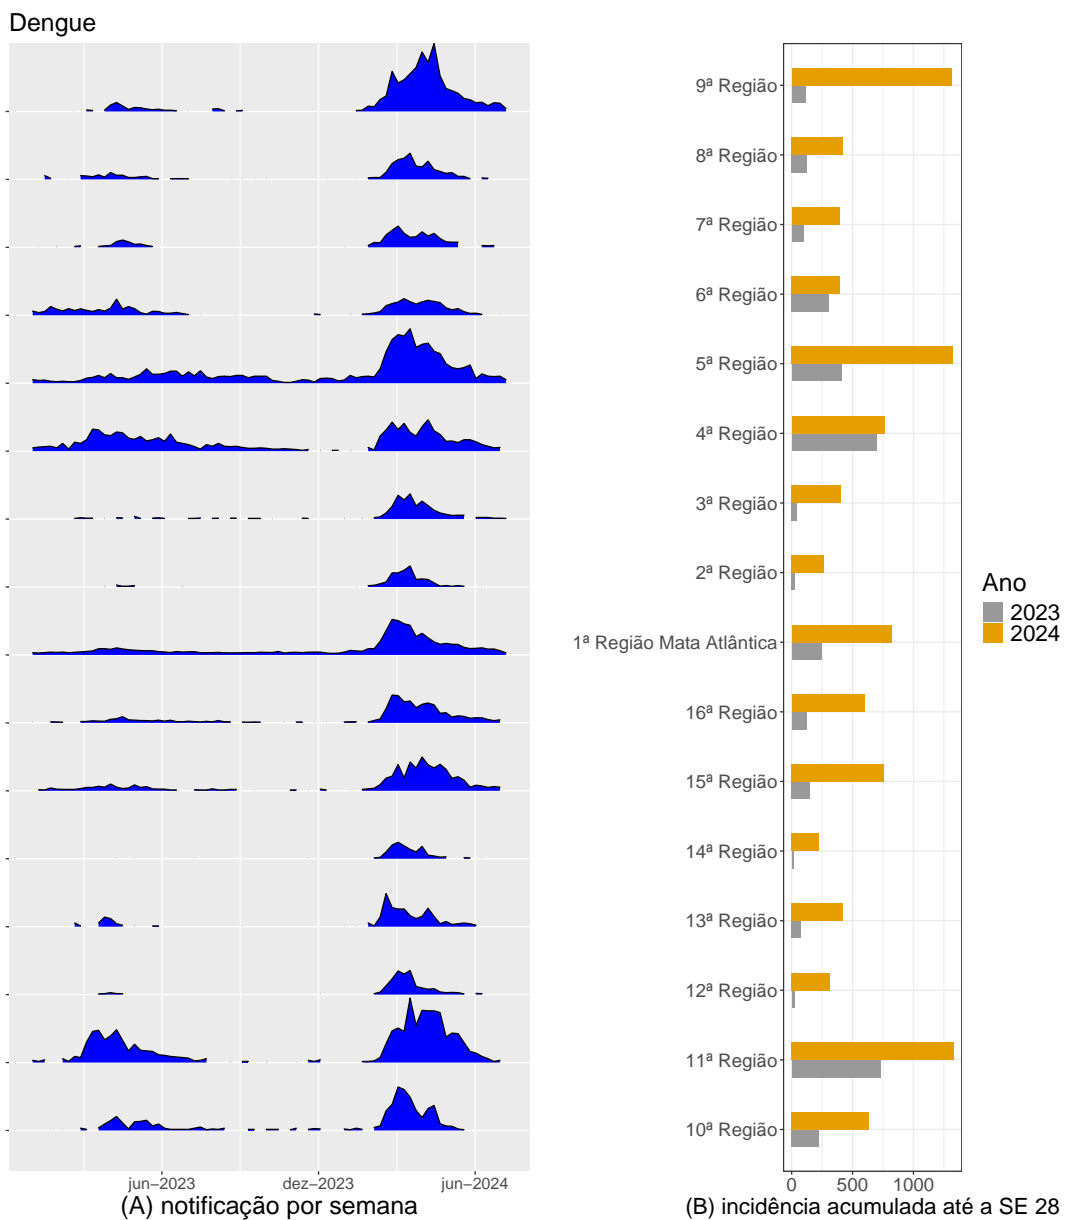 Dengue
9ª Região
8ª Região
7ª Região
6ª Região
5ª Região
4ª Região
3ª Região
2ª Região
1ª Região Mata Atlântica
16ª Região
15ª Região
14ª Região
13ª Região
12ª Região
11ª Região
10ª Região
Ano
2023
2024
jun−2023 dez−2023 jun−2024
0 500 1000
(A) notificação por semana
(B) incidência acumulada até a SE 28